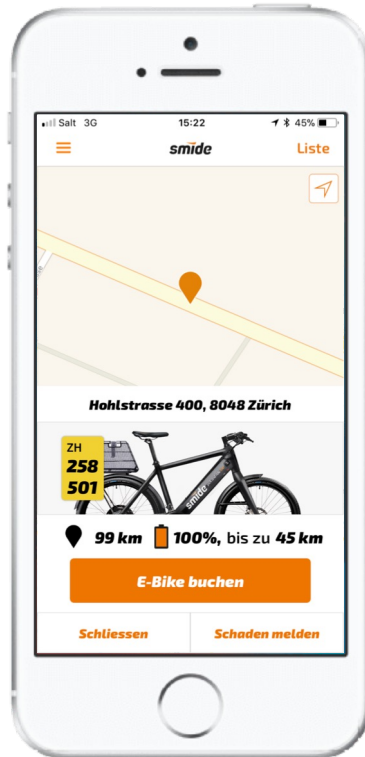 Salt 3G 15:22 45%
smide Liste
Hohlstrasse 400, 8048 Zürich
ZH
258
501
smide
99 km 100%, bis zu 45 km
E-Bike buchen
Schliessen Schaden melden